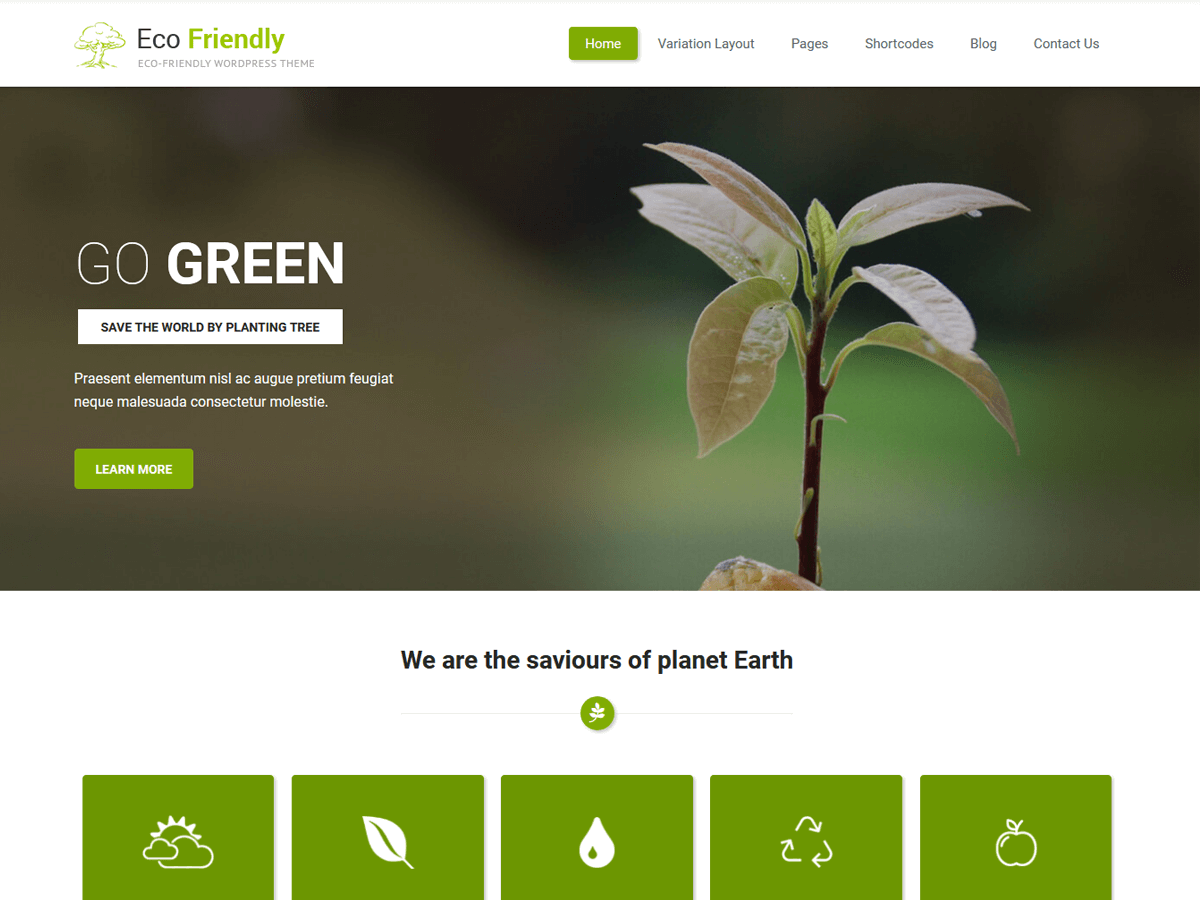 Eco Friendly
ECO-FRIENDLY WORDPRESS THEME
Home
Variation Layout
Pages
Shortcodes
Blog
Contact Us
GO GREEN
SAVE THE WORLD BY PLANTING TREE
Praesent elementum nisl ac augue pretium feugiat
neque malesuada consectetur molestie.
LEARN MORE
We are the saviours of planet Earth